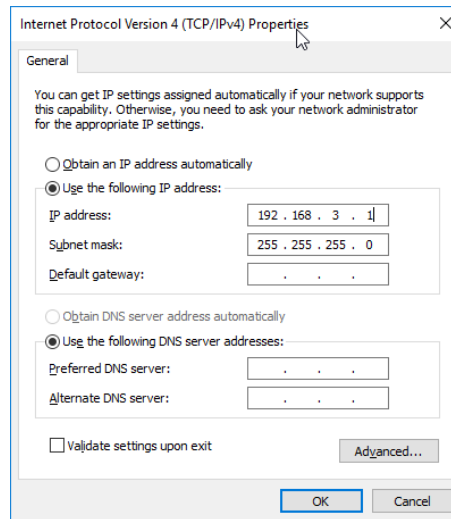 Internet Protocol Version 4 (TCP/IPv4) Properties
General
You can get IP settings assigned automatically if your network supports
this capability. Otherwise, you need to ask your network administrator
for the appropriate IP settings.
Obtain an IP address automatically
Use the following IP address:
IP address: 192 . 168 . 3 . 1
Subnet mask: 255 . 255 . 255 . 0
Default gateway: . . .
Obtain DNS server address automatically
Use the following DNS server addresses:
Preferred DNS server: . . .
Alternate DNS server: . . .
Validate settings upon exit
Advanced...
OK Cancel